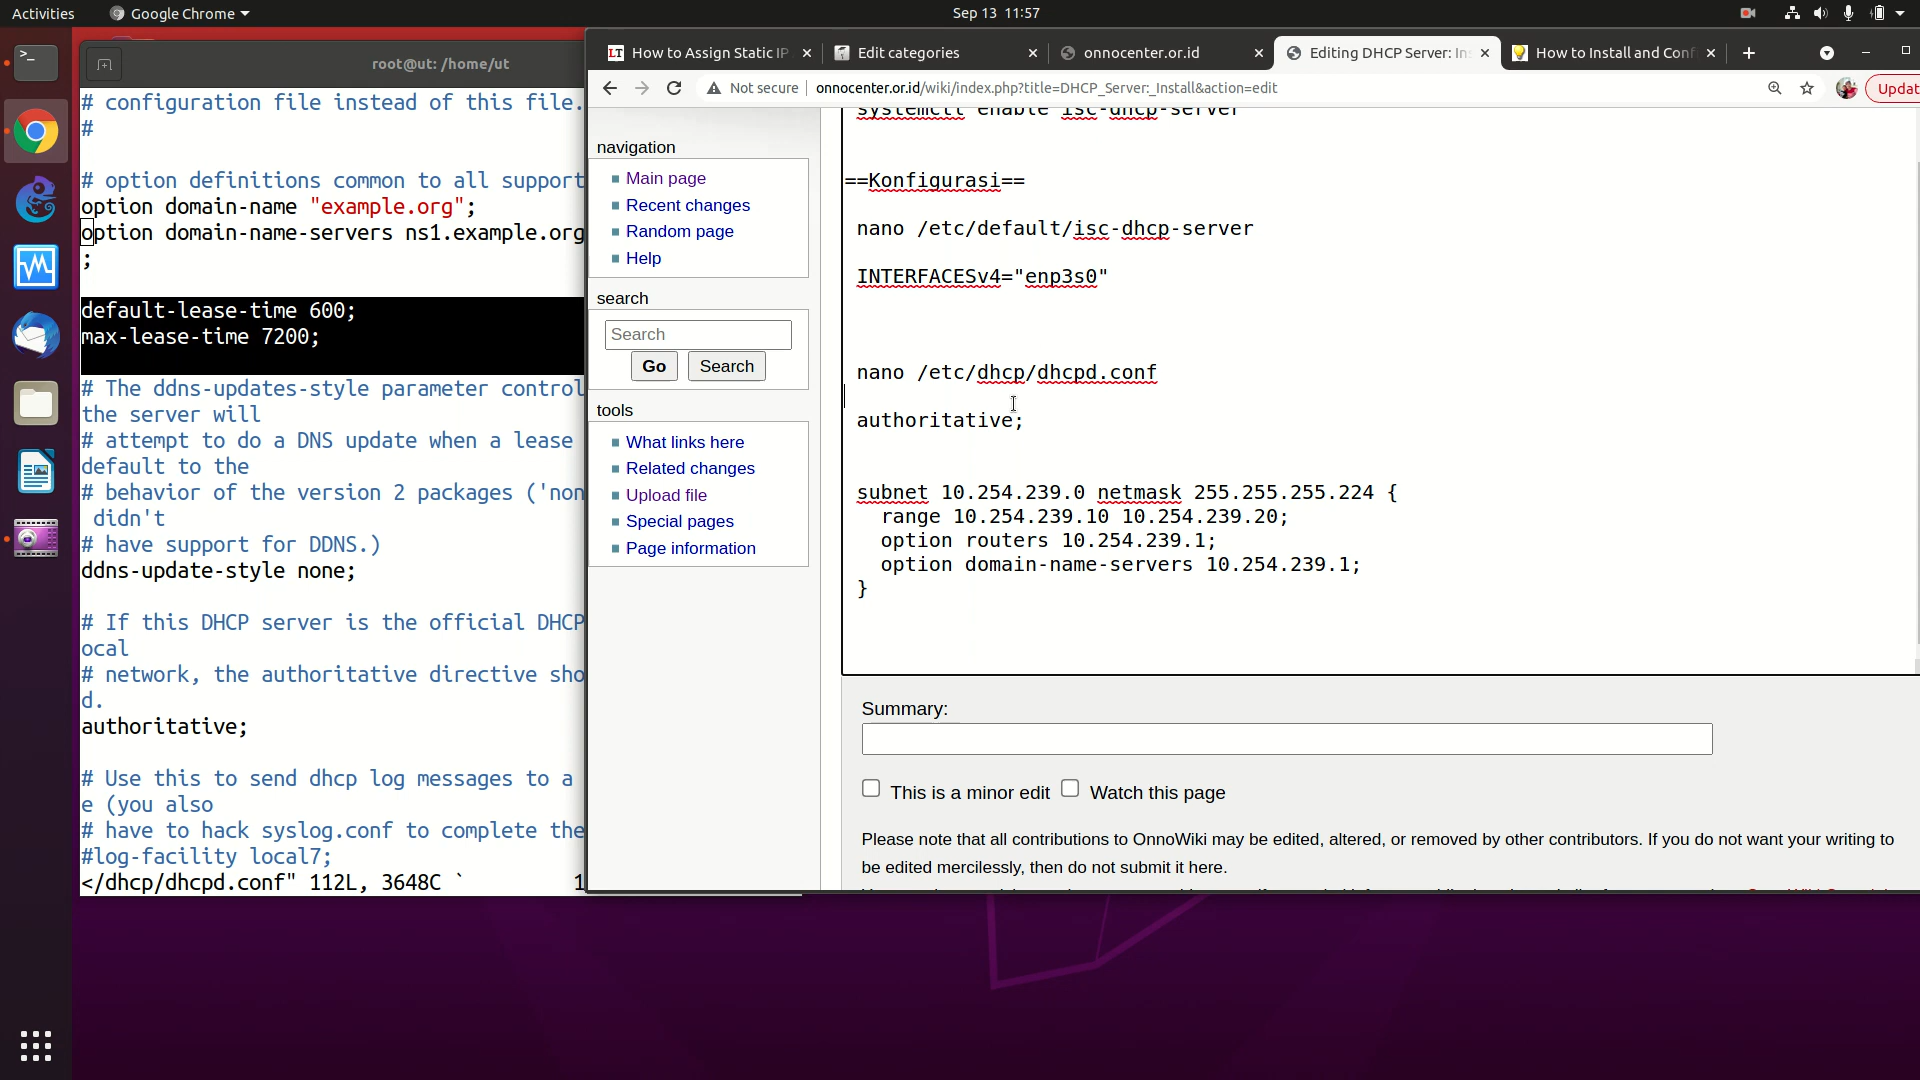 Activities
Google Chrome
Sep 13 11:57
root@ut: /home/ut
# configuration file instead of this file.
#
# option definitions common to all support
option domain-name "example.org";
option domain-name-servers ns1.example.org
;
default-lease-time 600;
max-lease-time 7200;
# The ddns-updates-style parameter control
the server will
# attempt to do a DNS update when a lease
default to the
# behavior of the version 2 packages ('non
didn't
# have support for DDNS.)
ddns-update-style none;
# If this DHCP server is the official DHCP
ocal
# network, the authoritative directive sho
d.
authoritative;
# Use this to send dhcp log messages to a
e (you also
# have to hack syslog.conf to complete the
#log-facility local7;
</dhcp/dhcpd.conf" 112L, 3648C ` 1
LT How to Assign Static IP
Edit categories
onnocenter.or.id
Editing DHCP Server: In
How to Install and Conf
Not secure
onnocenter.or.id/wiki/index.php?title=DHCP_Server:_Install&action=edit
Updat
navigation
Main page
Recent changes
Random page
Help
search
Search
Go Search
tools
What links here
Related changes
Upload file
Special pages
Page information
systemctl enable isc-dhcp-server
==Konfigurasi==
nano /etc/default/isc-dhcp-server
INTERFACESv4="enp3s0"
nano /etc/dhcp/dhcpd.conf
authoritative;
subnet 10.254.239.0 netmask 255.255.255.224 {
range 10.254.239.10 10.254.239.20;
option routers 10.254.239.1;
option domain-name-servers 10.254.239.1;
}
Summary:
This is a minor edit Watch this page
Please note that all contributions to OnnoWiki may be edited, altered, or removed by other contributors. If you do not want your writing to
be edited mercilessly, then do not submit it here.